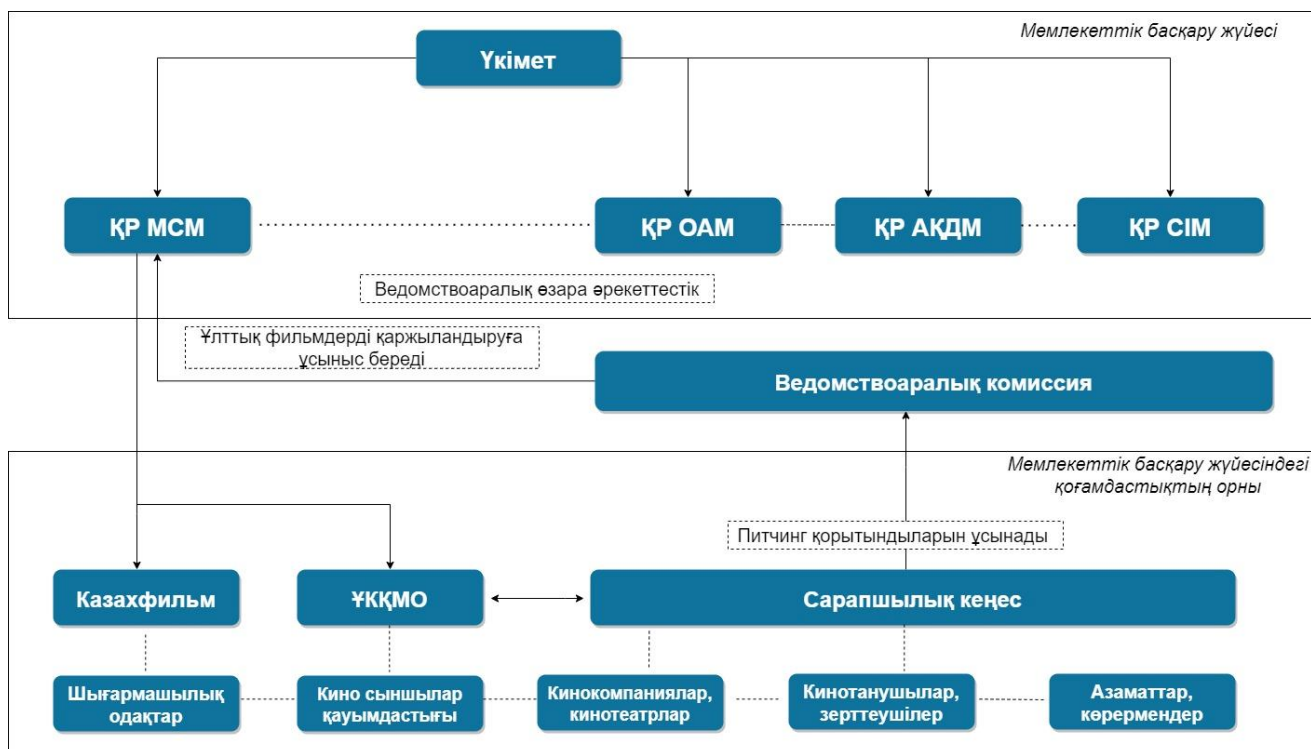 Мемлекеттік басқару жүйесі
Үкімет
ҚР МСМ
ҚР ОАМ
ҚР АҚДМ
ҚР СІМ
Ведомствоаралық өзара әрекеттестік
Ұлттық фильмдерді қаржыландыруға
ұсыныс береді
Ведомствоаралық комиссия
Мемлекеттік басқару жүйесіндегі
қоғамдастықтың орны
Питчинг қорытындыларын ұсынады
Казахфильм
ҰКҚМО
Сарапшылық кеңес
Шығармашылық
одақтар
Кино сыншылар
қауымдастығы
Кинокомпаниялар,
кинотеатрлар
Кинотанушылар,
зерттеушілер
Азаматтар,
көрермендер